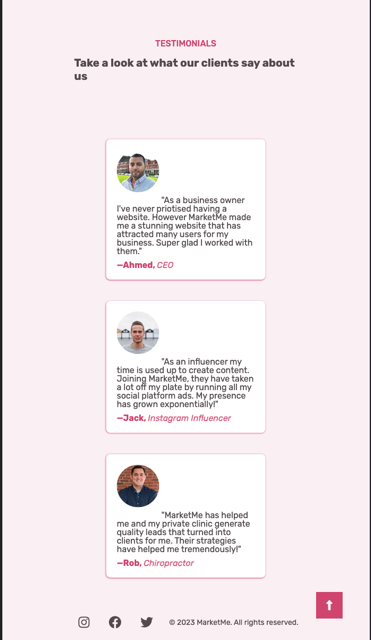 TESTIMONIALS
Take a look at what our clients say about
us
"As a business owner
I've never priotised having a
website. However MarketMe made
me a stunning website that has
attracted many users for my
business. Super glad I worked with
them."
—Ahmed, CEO
"As an influencer my
time is used up to create content.
Joining MarketMe, they have taken
a lot off my plate by running all my
social platform ads. My presence
has grown exponentially!"
—Jack, Instagram Influencer
"MarketMe has helped
me and my private clinic generate
quality leads that turned into
clients for me. Their strategies
have helped me tremendously!"
—Rob, Chiropractor
© 2023 MarketMe. All rights reserved.